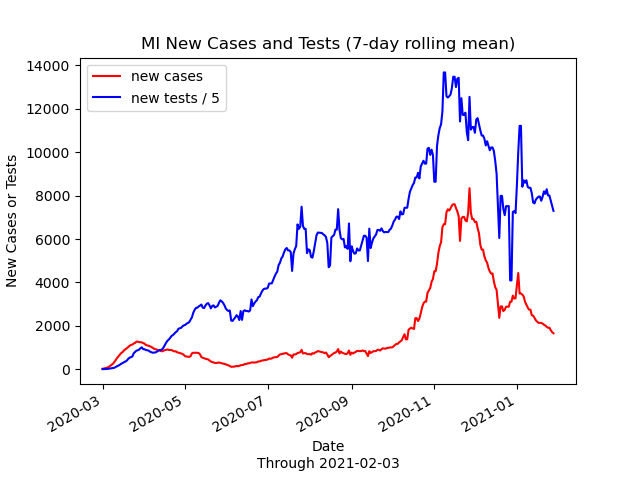 MI New Cases and Tests (7-day rolling mean)
new cases
new tests / 5
New Cases or Tests
14000
12000
10000
8000
6000
4000
2000
0
2020-03
2020-05
2020-07
2020-09
2020-11
2021-01
Date
Through 2021-02-03